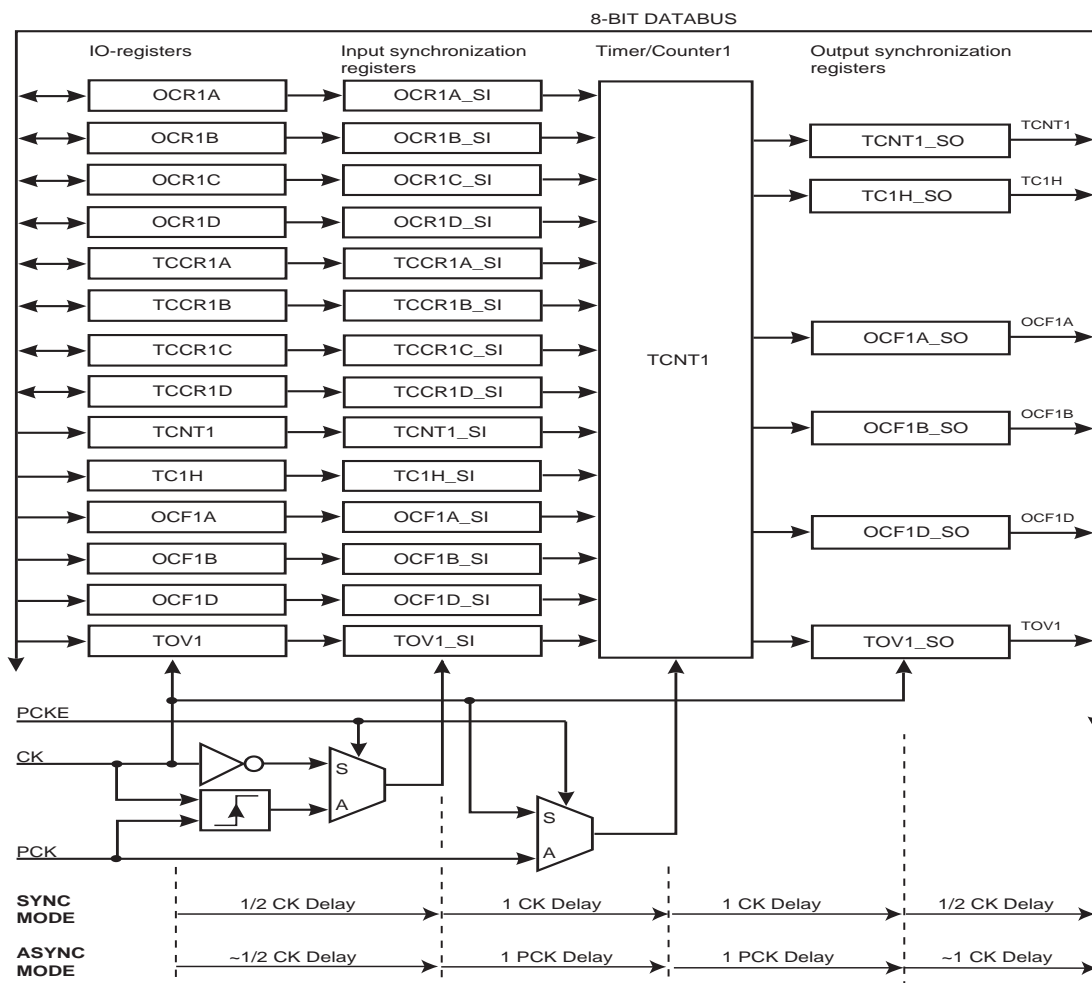 8-BIT DATABUS
IO-registers
Input synchronization
registers
Timer/Counter1
Output synchronization
registers
OCR1A
OCR1A_SI
OCR1B
OCR1B_SI
TCNT1_SO
TCNT1
OCR1C
OCR1C_SI
TC1H_SO
TC1H
OCR1D
OCR1D_SI
TCCR1A
TCCR1A_SI
TCCR1B
TCCR1B_SI
OCF1A_SO
OCF1A
TCCR1C
TCCR1C_SI
TCNT1
TCCR1D
TCCR1D_SI
TCNT1
TCNT1_SI
OCF1B_SO
OCF1B
TC1H
TC1H_SI
OCF1A
OCF1A_SI
OCF1D_SO
OCF1D
OCF1B
OCF1B_SI
OCF1D
OCF1D_SI
TOV1
TOV1_SI
TOV1_SO
TOV1
PCKE
CK
S
A
S
A
PCK
SYNC
MODE
1/2 CK Delay
1 CK Delay
1 CK Delay
1/2 CK Delay
ASYNC
MODE
~1/2 CK Delay
1 PCK Delay
1 PCK Delay
~1 CK Delay